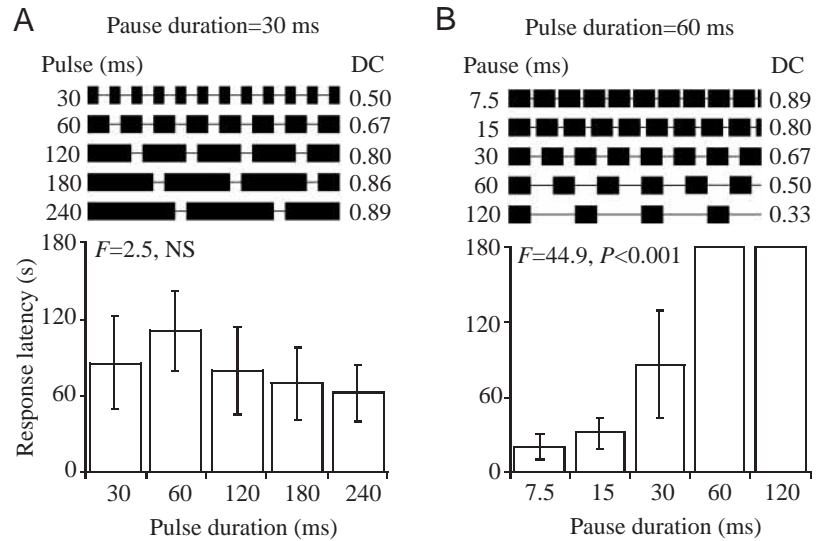 A
Pause duration=30 ms
Pulse (ms) DC
30 0.50
60 0.67
120 0.80
180 0.86
240 0.89
180
120
60
0
Response latency (s)
F=2.5, NS
30 60 120 180 240
Pulse duration (ms)
B
Pulse duration=60 ms
Pause (ms) DC
7.5 0.89
15 0.80
30 0.67
60 0.50
120 0.33
180
120
60
0
F=44.9, P<0.001
7.5 15 30 60 120
Pause duration (ms)